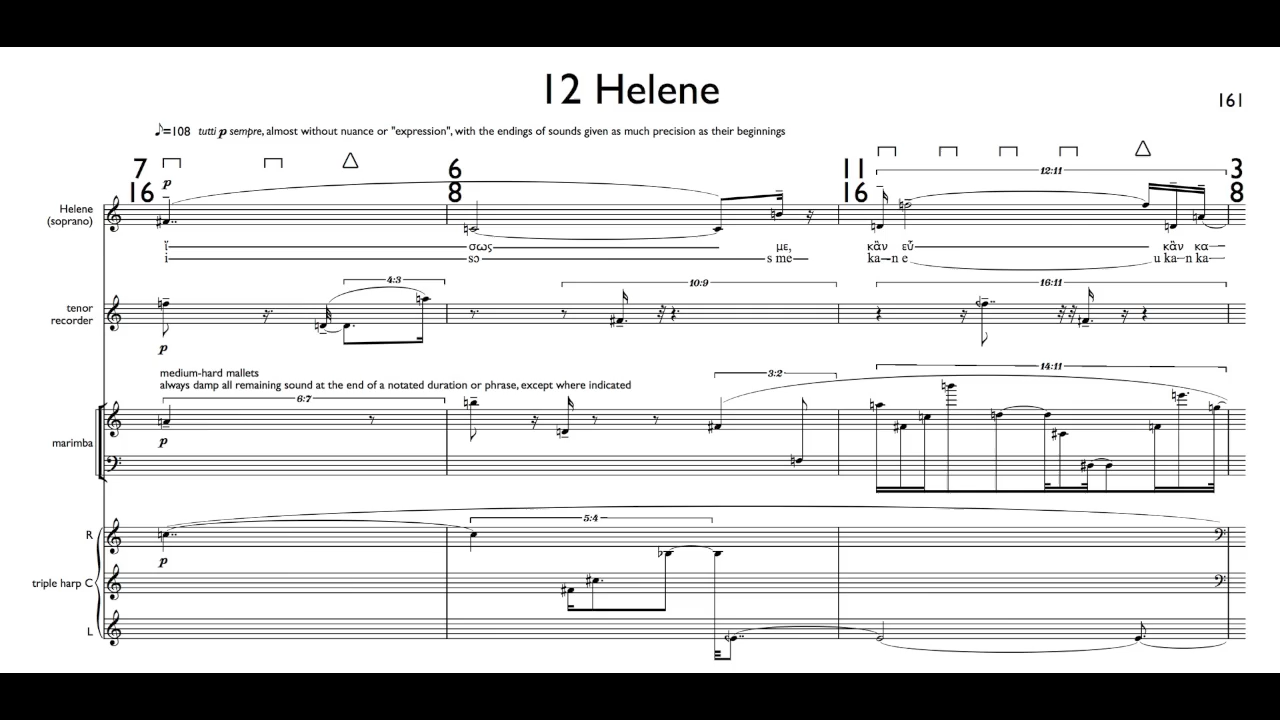 12 Helene
161
♪=108 tutti p sempre, almost without nuance or "expression", with the endings of sounds given as much precision as their beginnings
7 6 11 3
16 8 16 8
p
12:11
Helene
(soprano)
ἴ σως με, κἂν εὖ κἂν κα
i so s me ka n e u ka n ka
4:3 10:9 16:11
tenor
recorder
p
medium-hard mallets
always damp all remaining sound at the end of a notated duration or phrase, except where indicated
6:7 3:2 14:11
marimba
p
5:4
R
p
triple harp C
L